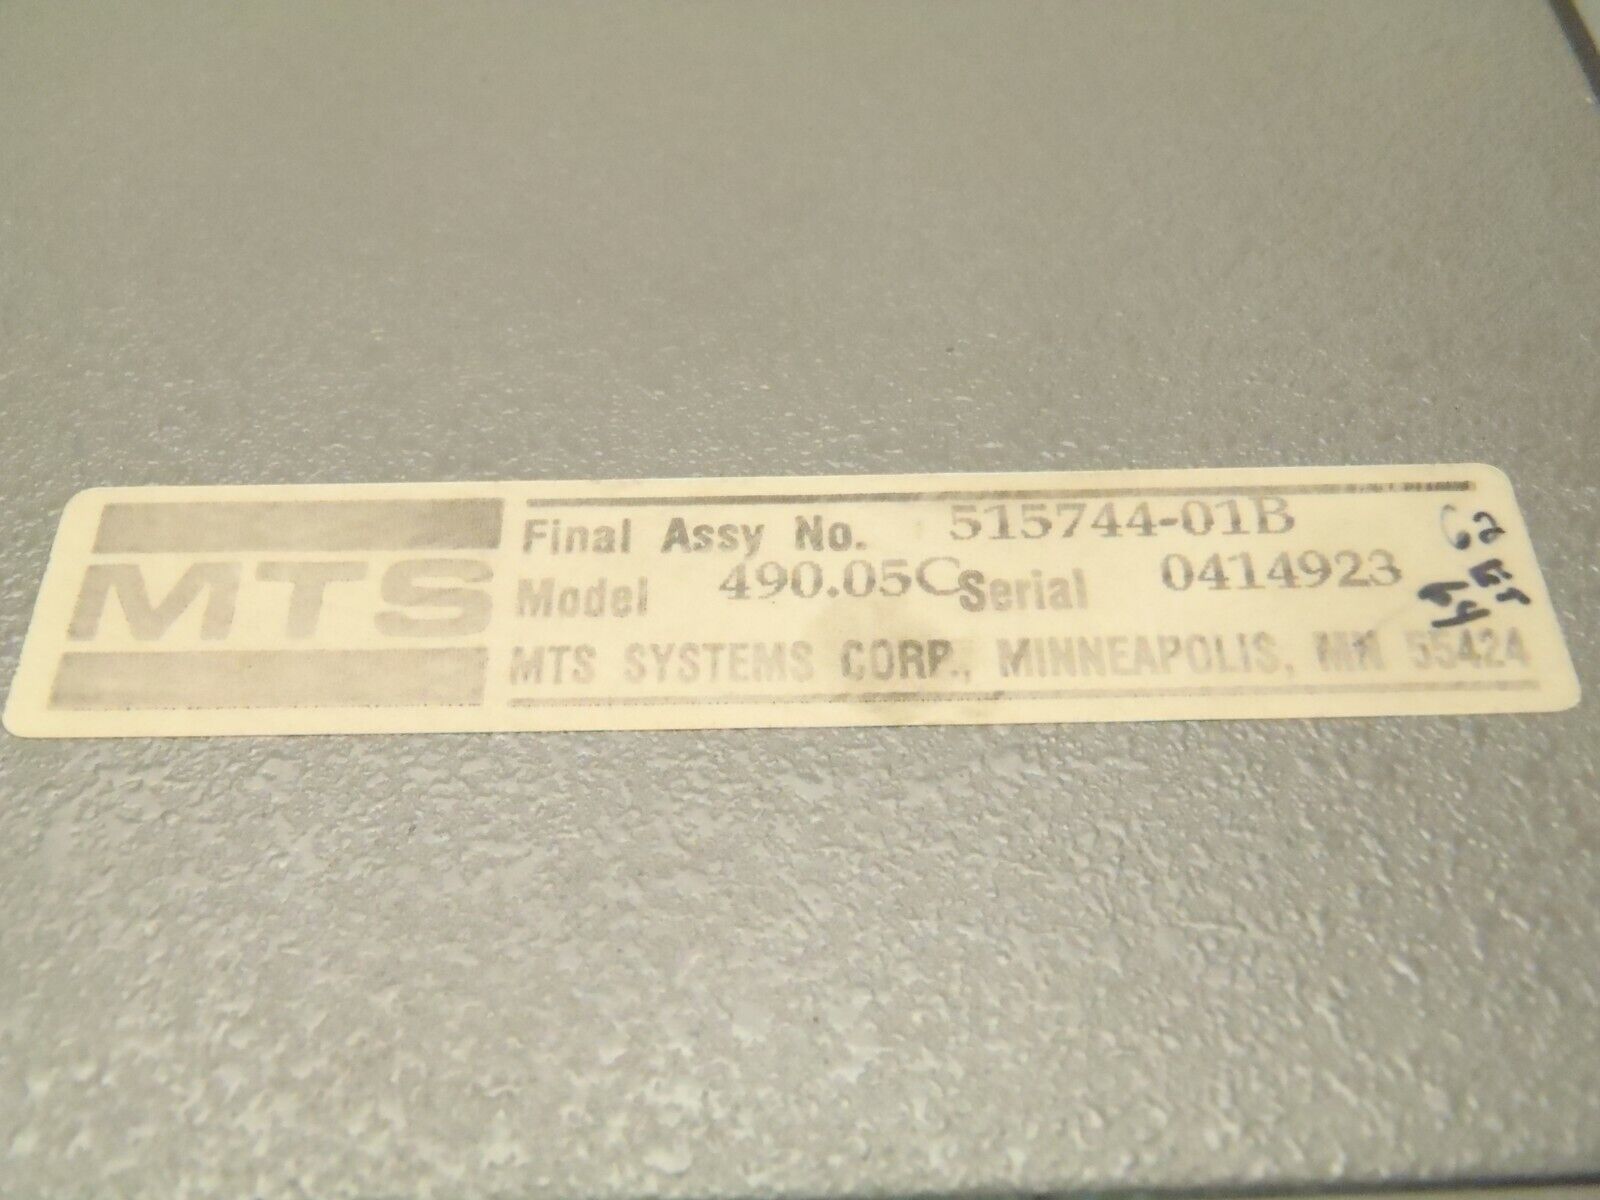 MTS
Final Assy No. 515744-01B
Model 490.05C Serial 0414923
MTS SYSTEMS CORP., MINNEAPOLIS, MN 55424